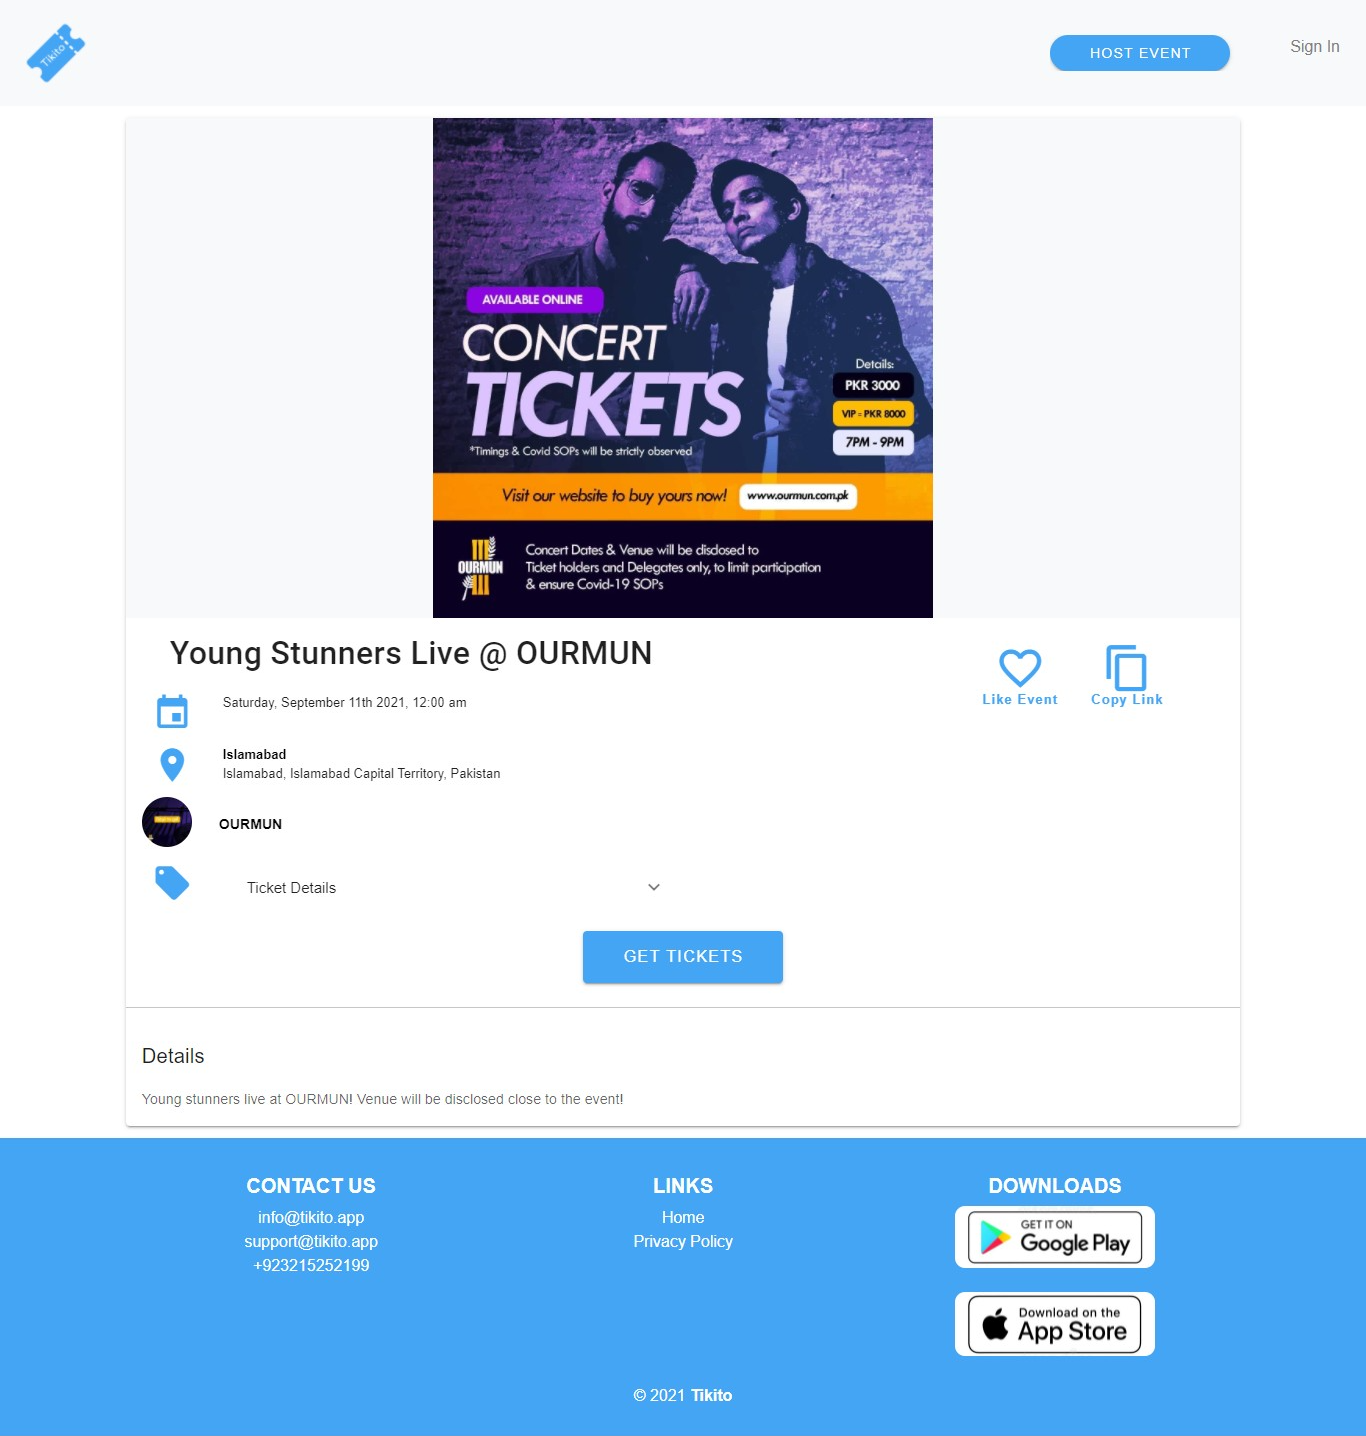 Tikito
HOST EVENT
Sign In
AVAILABLE ONLINE
CONCERT
TICKETS
*Timings & Covid SOPs will be strictly observed
Details:
PKR 3000
VIP = PKR 8000
7PM - 9PM
Visit our website to buy yours now!
www.ourmun.com.pk
OURMUN
Concert Dates & Venue will be disclosed to
Ticket holders and Delegates only, to limit participation
& ensure Covid-19 SOPs
Young Stunners Live @ OURMUN
Like Event
Copy Link
Saturday, September 11th 2021, 12:00 am
Islamabad
Islamabad, Islamabad Capital Territory, Pakistan
OURMUN
Ticket Details
GET TICKETS
Details
Young stunners live at OURMUN! Venue will be disclosed close to the event!
CONTACT US
info@tikito.app
support@tikito.app
+923215252199
LINKS
Home
Privacy Policy
DOWNLOADS
GET IT ON
Google Play
Download on the
App Store
© 2021 Tikito